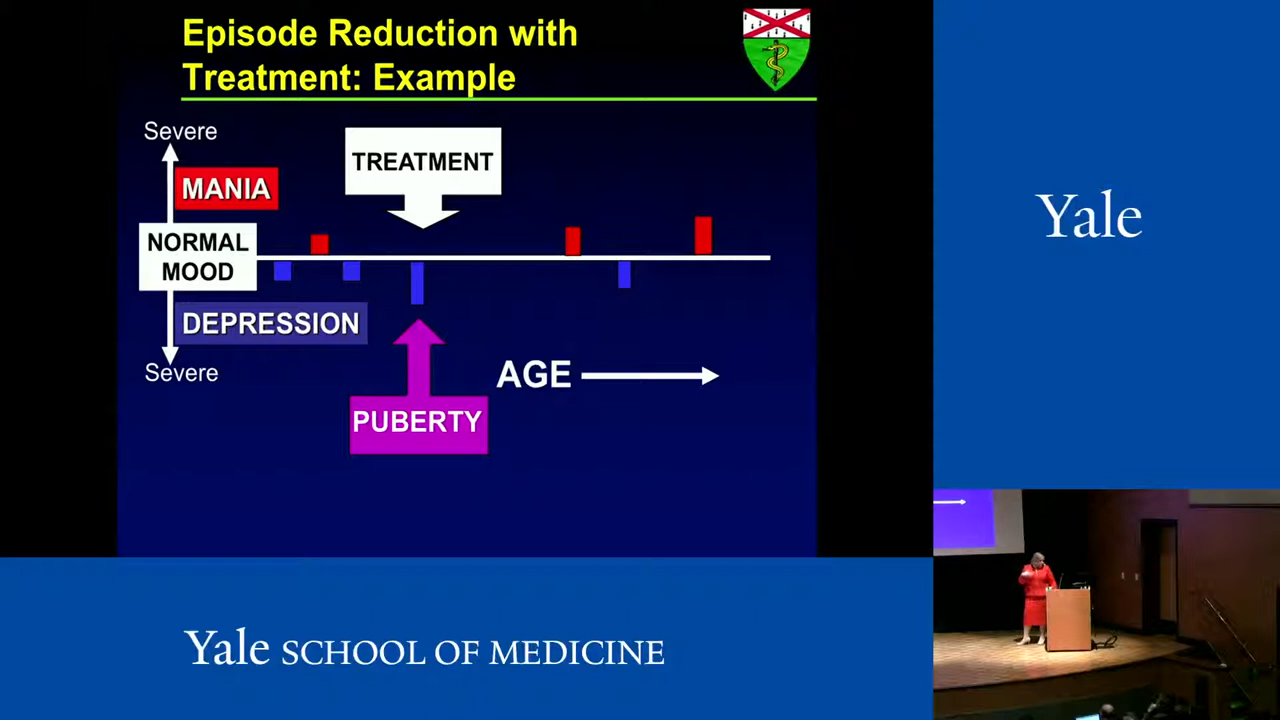 Episode Reduction with
Treatment: Example
Severe
MANIA
TREATMENT
NORMAL
MOOD
DEPRESSION
Severe
AGE
PUBERTY
Yale
Yale SCHOOL OF MEDICINE